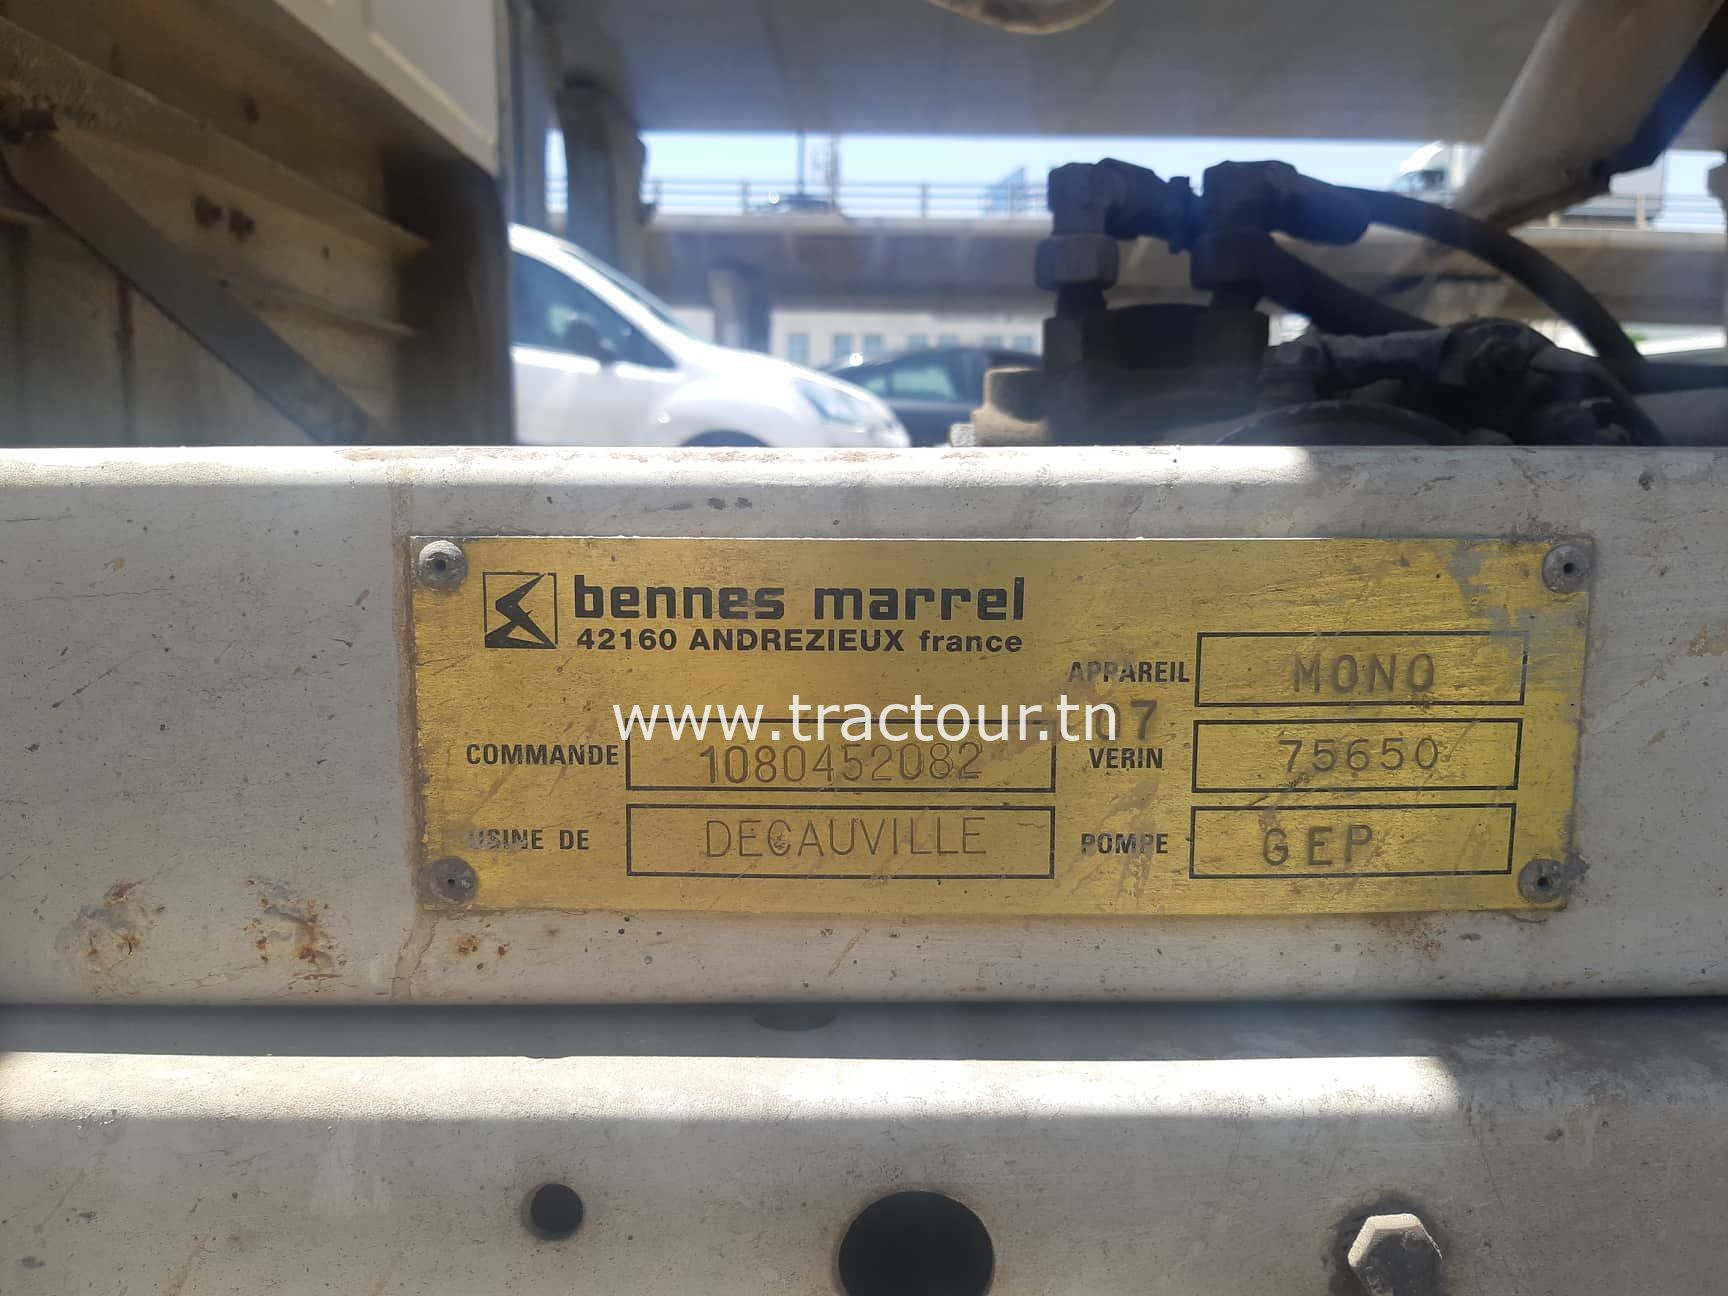 bennes marrel
42160 ANDREZIEUX france
APPAREIL MONO
www.tractour.tn
07
COMMANDE 1080452082 VERIN 75650
USINE DE DECAUVILLE POMPE GEP